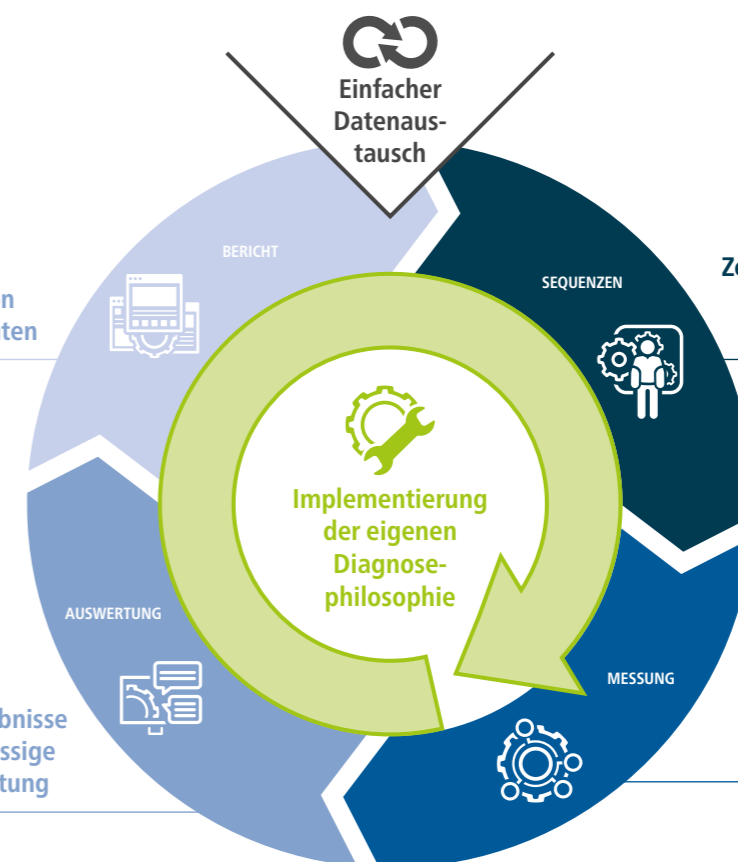 Einfacher
Datenaus-
tausch
BERICHT
SEQUENZEN
Implementierung
der eigenen
Diagnose-
philosophie
AUSWERTUNG
MESSUNG